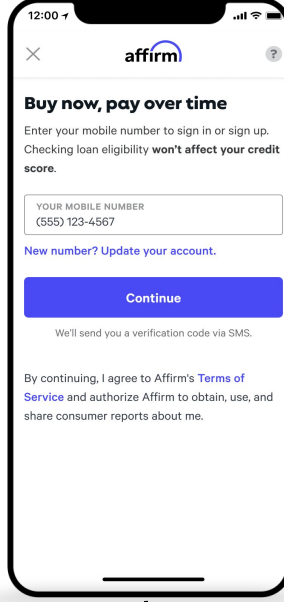 12:00
affirm
?
Buy now, pay over time
Enter your mobile number to sign in or sign up.
Checking loan eligibility won't affect your credit
score.
YOUR MOBILE NUMBER
(555) 123-4567
New number? Update your account.
Continue
We'll send you a verification code via SMS.
By continuing, I agree to Affirm's Terms of
Service and authorize Affirm to obtain, use, and
share consumer reports about me.